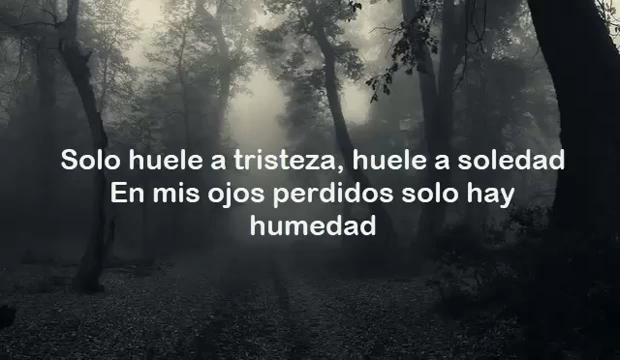 Solo huele a tristeza, huele a soledad
En mis ojos perdidos solo hay
humedad